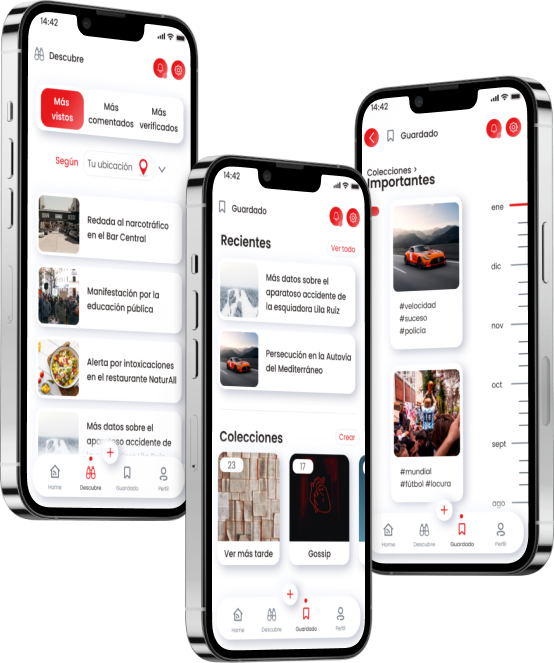 14:42
Descubre
Más
vistos
Más
comentados
Más
verificados
Según
Tu ubicación
Redada al narcotráfico
en el Bar Central
Manifestación por la
educación pública
Alerta por intoxicaciones
en el restaurante NaturAll
Más datos sobre el
aparatoso accidente de
+
Home
Descubre
Guardado
Perfil
14:42
Guardado
Recientes
Ver todo
Más datos sobre el
aparatoso accidente de
la esquiadora Lila Ruiz
Persecución en la Autovía
del Mediterráneo
Colecciones
Crear
23
17
Ver más tarde
Gossip
+
Home
Descubre
Guardado
Perfil
14:42
Guardado
Colecciones >
Importantes
#velocidad
#suceso
#policía
#mundial
#fútbol #locura
ene
dic
nov
oct
sept
ago
+
Home
Descubre
Guardado
Perfil